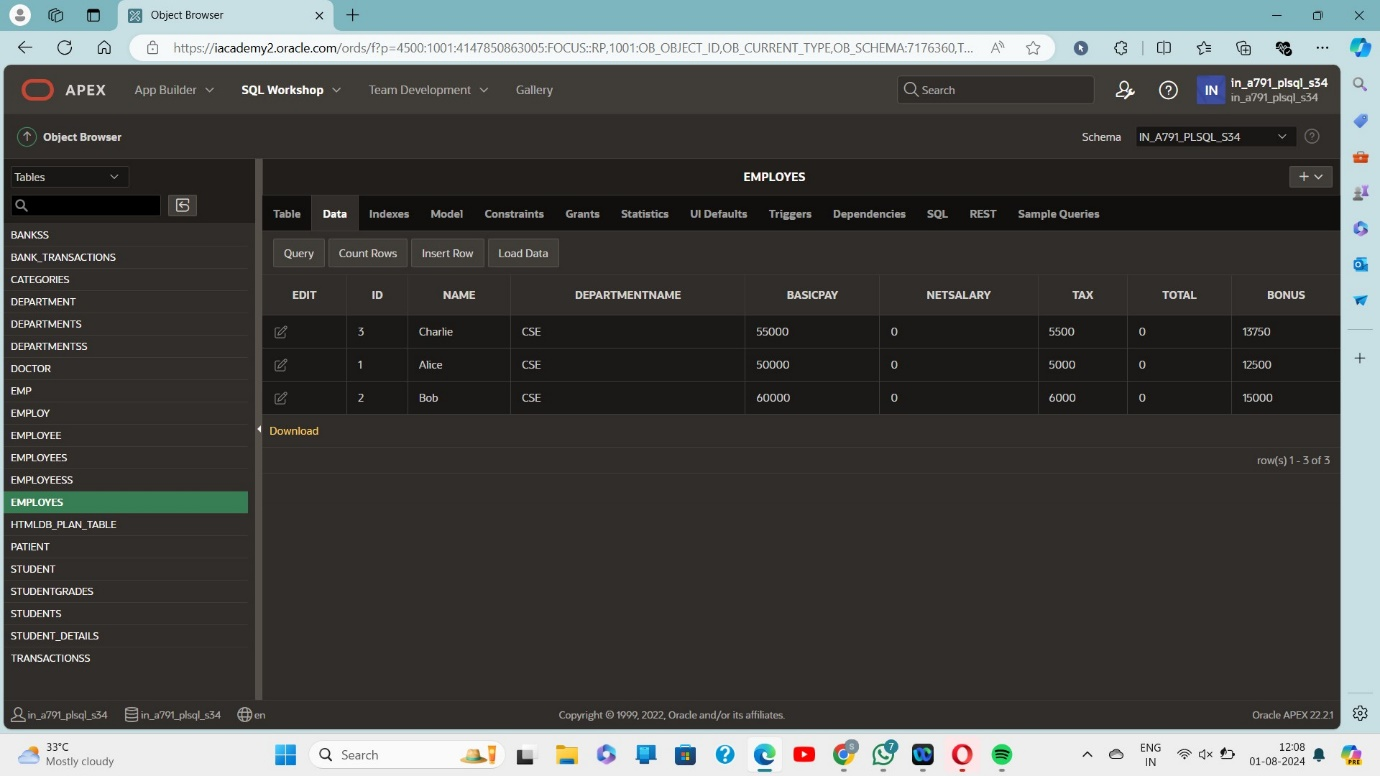 Object Browser
https://iacademy2.oracle.com/ords/f?p=4500:1001:4147850863005:FOCUS::RP,1001:OB_OBJECT_ID,OB_CURRENT_TYPE,OB_SCHEMA:7176360,T...
APEX App Builder SQL Workshop Team Development Gallery Search IN in_a791_plsql_s34
in_a791_plsql_s34
Object Browser Schema IN_A791_PLSQL_S34
Tables
EMPLOYES
Table Data Indexes Model Constraints Grants Statistics UI Defaults Triggers Dependencies SQL REST Sample Queries
Query Count Rows Insert Row Load Data
EDIT ID NAME DEPARTMENTNAME BASICPAY NETSALARY TAX TOTAL BONUS
3 Charlie CSE 55000 0 5500 0 13750
1 Alice CSE 50000 0 5000 0 12500
2 Bob CSE 60000 0 6000 0 15000
Download
row(s) 1 - 3 of 3
BANKSS
BANK_TRANSACTIONS
CATEGORIES
DEPARTMENT
DEPARTMENTS
DEPARTMENTSS
DOCTOR
EMP
EMPLOY
EMPLOYEE
EMPLOYEES
EMPLOYEESS
EMPLOYES
HTMLDB_PLAN_TABLE
PATIENT
STUDENT
STUDENTGRADES
STUDENTS
STUDENT_DETAILS
TRANSACTIONSS
in_a791_plsql_s34 in_a791_plsql_s34 en Copyright © 1999, 2022, Oracle and/or its affiliates. Oracle APEX 22.2.1
33°C
Mostly cloudy
Search
S
7
ENG
IN
12:08
01-08-2024
PRE